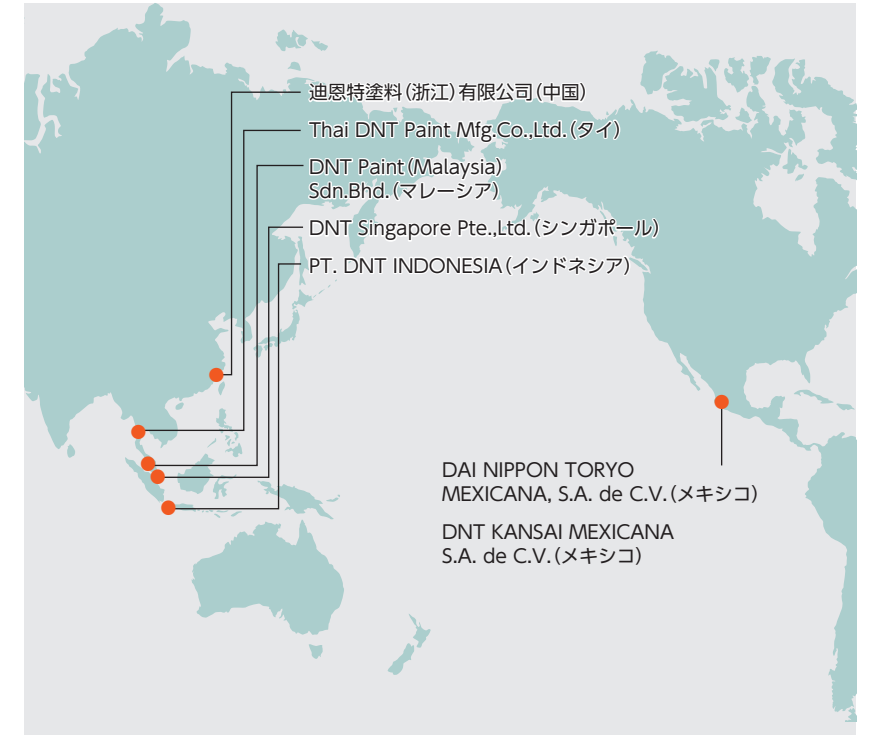 迪恩特塗料(浙江)有限公司(中国)
Thai DNT Paint Mfg.Co.,Ltd.(タイ)
DNT Paint(Malaysia)
Sdn.Bhd.(マレーシア)
DNT Singapore Pte.,Ltd.(シンガポール)
PT. DNT INDONESIA(インドネシア)
DAI NIPPON TORYO
MEXICANA, S.A. de C.V.(メキシコ)
DNT KANSAI MEXICANA
S.A. de C.V.(メキシコ)